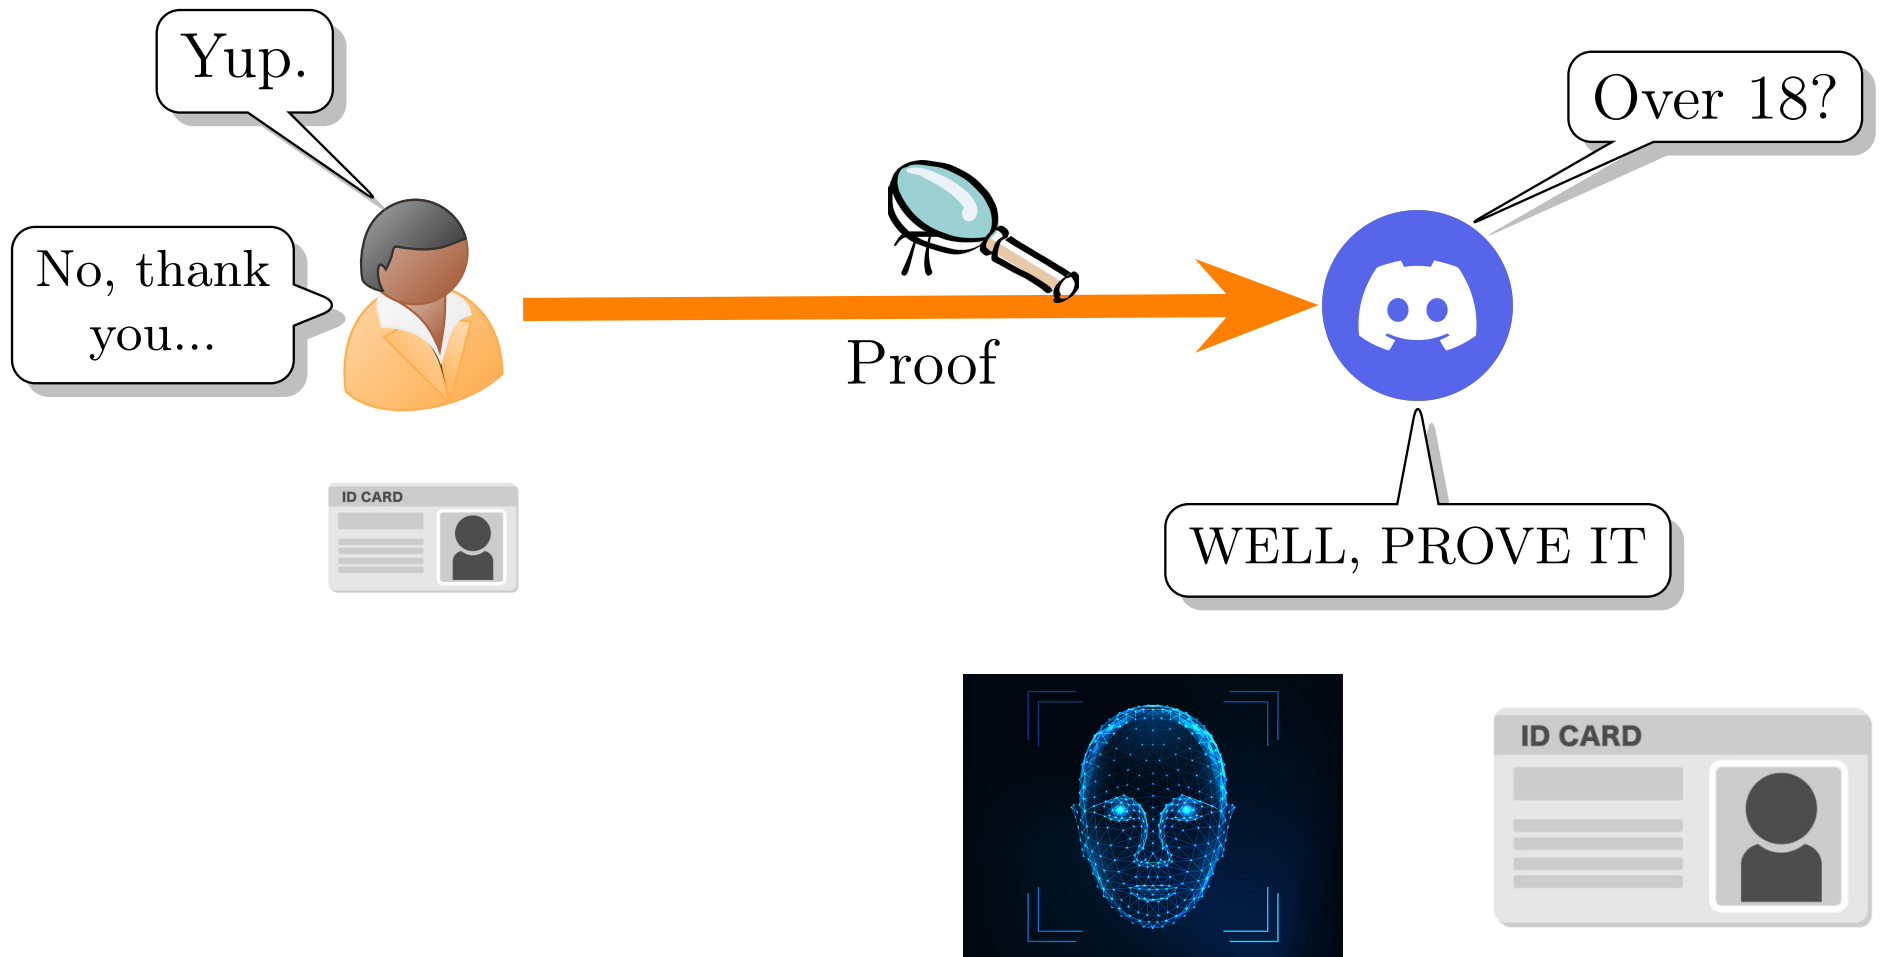 Yup.
Over 18?
No, thank
you...
Proof
ID CARD
WELL, PROVE IT
ID CARD